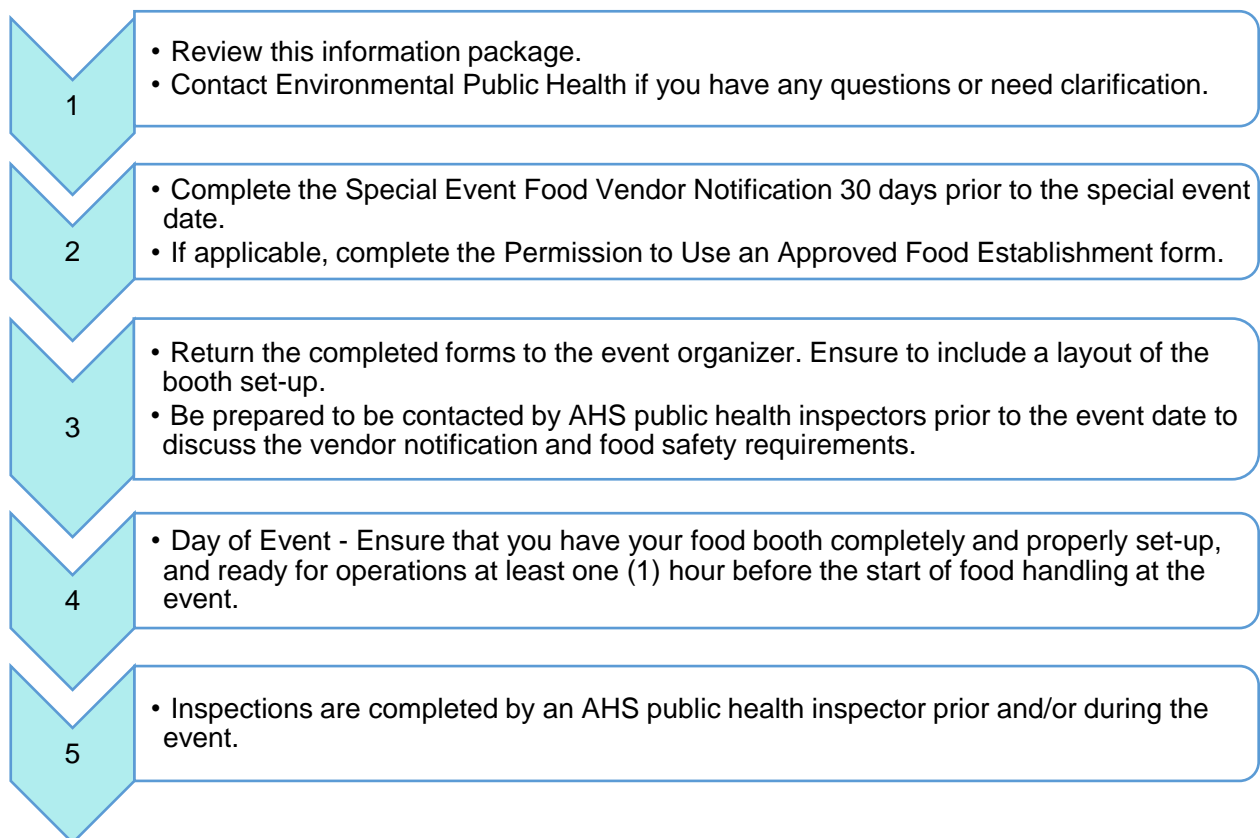 1
• Review this information package.
• Contact Environmental Public Health if you have any questions or need clarification.
2
• Complete the Special Event Food Vendor Notification 30 days prior to the special event
date.
• If applicable, complete the Permission to Use an Approved Food Establishment form.
3
• Return the completed forms to the event organizer. Ensure to include a layout of the
booth set-up.
• Be prepared to be contacted by AHS public health inspectors prior to the event date to
discuss the vendor notification and food safety requirements.
4
• Day of Event - Ensure that you have your food booth completely and properly set-up,
and ready for operations at least one (1) hour before the start of food handling at the
event.
5
• Inspections are completed by an AHS public health inspector prior and/or during the
event.